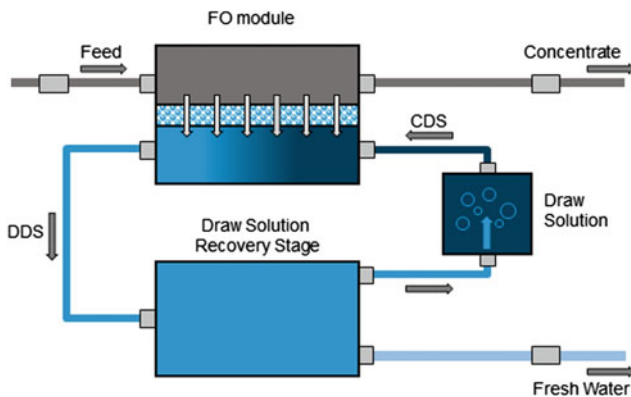 FO module
Feed
Concentrate
CDS
Draw
Solution
DDS
Draw Solution
Recovery Stage
Fresh Water